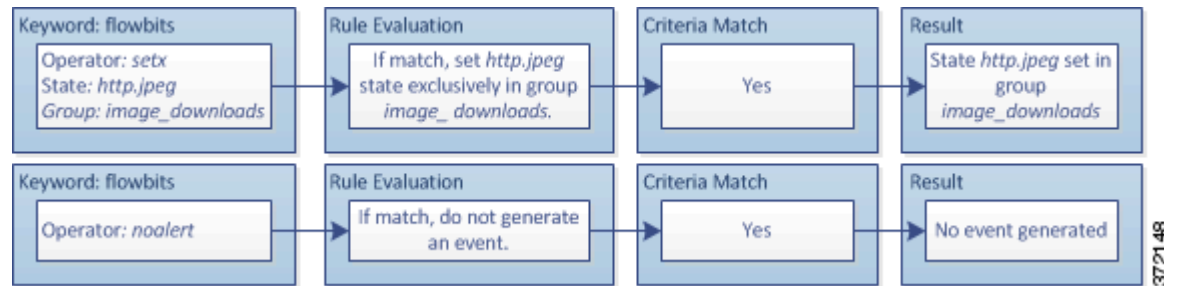 Keyword: flowbits
Operator: setx
State: http.jpeg
Group: image_downloads
Rule Evaluation
If match, set http.jpeg
state exclusively in group
image_ downloads.
Criteria Match
Yes
Result
State http.jpeg set in
group
image_downloads
Keyword: flowbits
Operator: noalert
Rule Evaluation
If match, do not generate
an event.
Criteria Match
Yes
Result
No event generated
372148